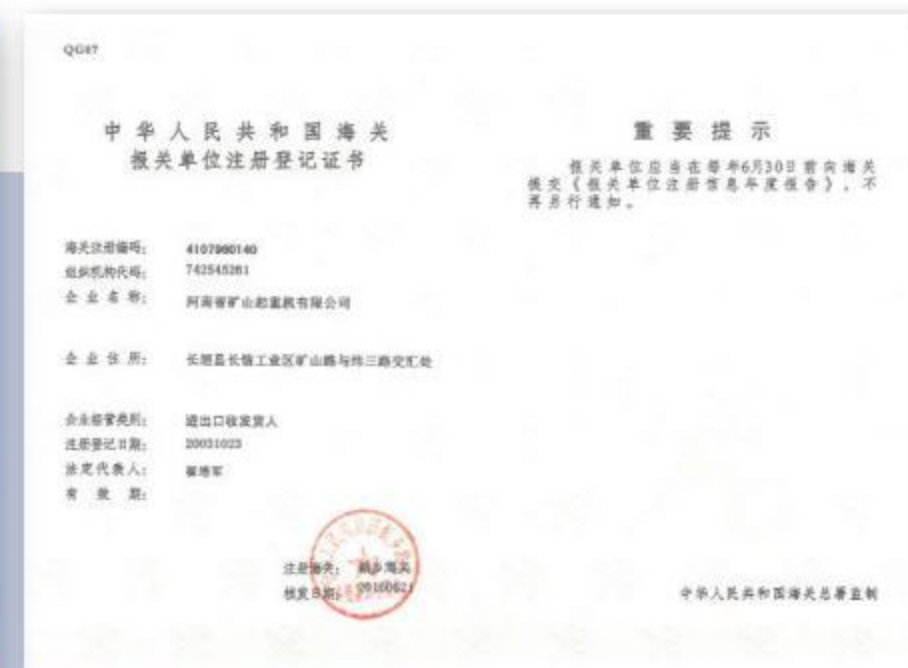 QG07
中华人民共和国海关
报关单位注册登记证书
海关注册编码： 4107960140
组织机构代码： 742545261
企业名称： 河南省矿山起重机有限公司
企业住所： 长垣县长恼工业区矿山路与纬三路交汇处
企业经营类别： 进出口收发货人
注册登记日期： 20031023
法定代表人：
有效期：
注册海关： 新乡海关
核发日期： 20160621
重要提示
报关单位应当在每年6月30日前向海关
提交《报关单位注册信息年度报告》，不
再另行通知。
中华人民共和国海关总署监制